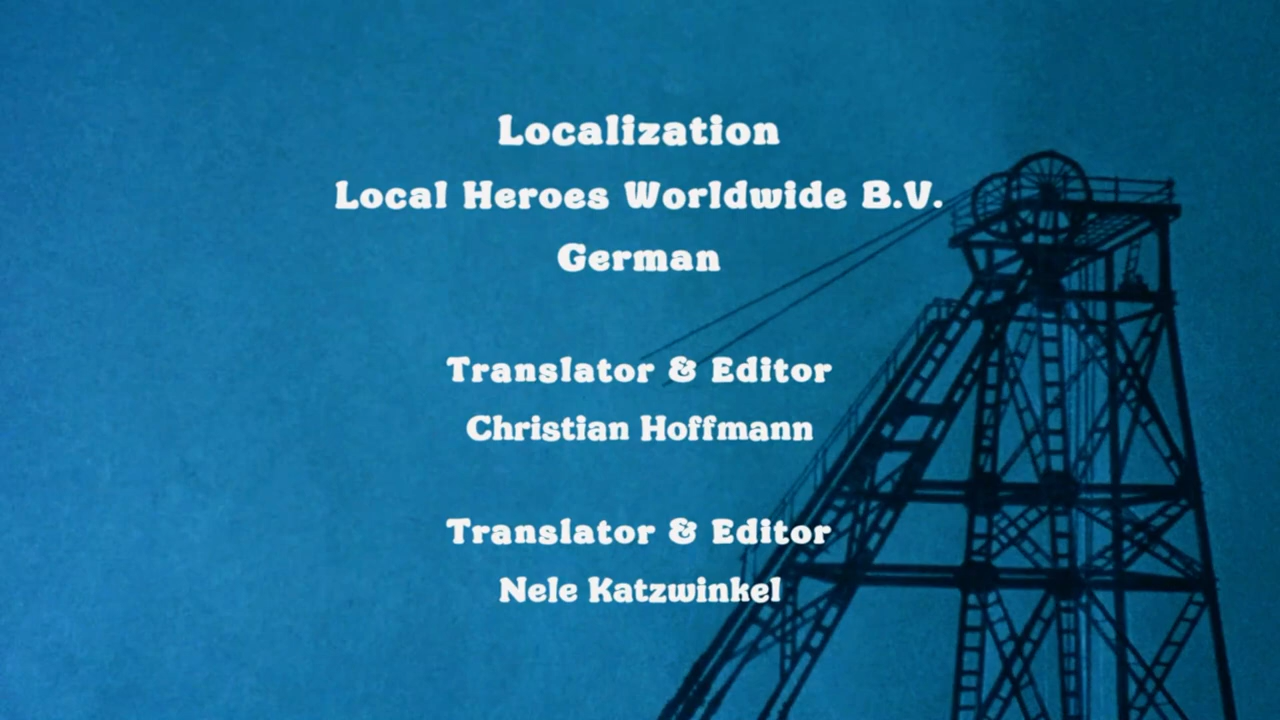 Localization
Local Heroes Worldwide B.V.
German
Translator & Editor
Christian Hoffmann
Translator & Editor
Nele Katzwinkel